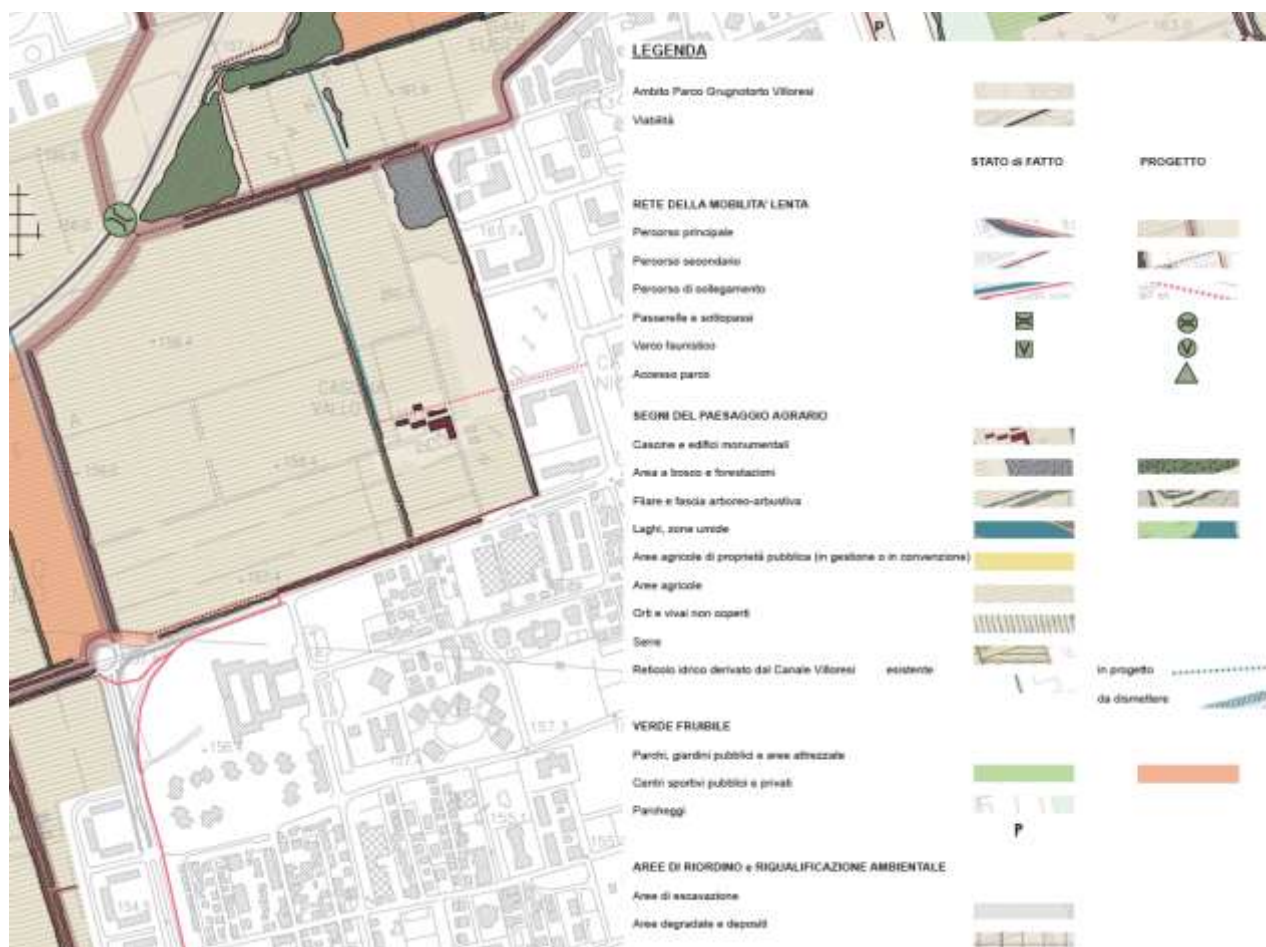 P
163.0
LEGENDA
Ambito Parco Grugnotorto Villoresi
Viabilità
STATO di FATTO PROGETTO
RETE DELLA MOBILITA' LENTA
Percorso principale
Percorso secondario
Percorso di collegamento
Passerelle e sottopassi
Varco faunistico
V V
Accesso parco
SEGNI DEL PAESAGGIO AGRARIO
Cascine e edifici monumentali
Area a bosco e forestazioni
Filare e fascia arboreo-arbustiva
Laghi, zone umide
Aree agricole di proprietà pubblica (in gestione o in convenzione)
Aree agricole
Orti e vivai non coperti
Serre
Reticolo idrico derivato dal Canale Villoresi esistente in progetto
da dismettere
VERDE FRUIBILE
Parchi, giardini pubblici e aree attrezzate
Centri sportivi pubblici e privati
Parcheggi
P
AREE DI RIORDINO e RIQUALIFICAZIONE AMBIENTALE
Aree di escavazione
Aree degradate e depositi
158.4